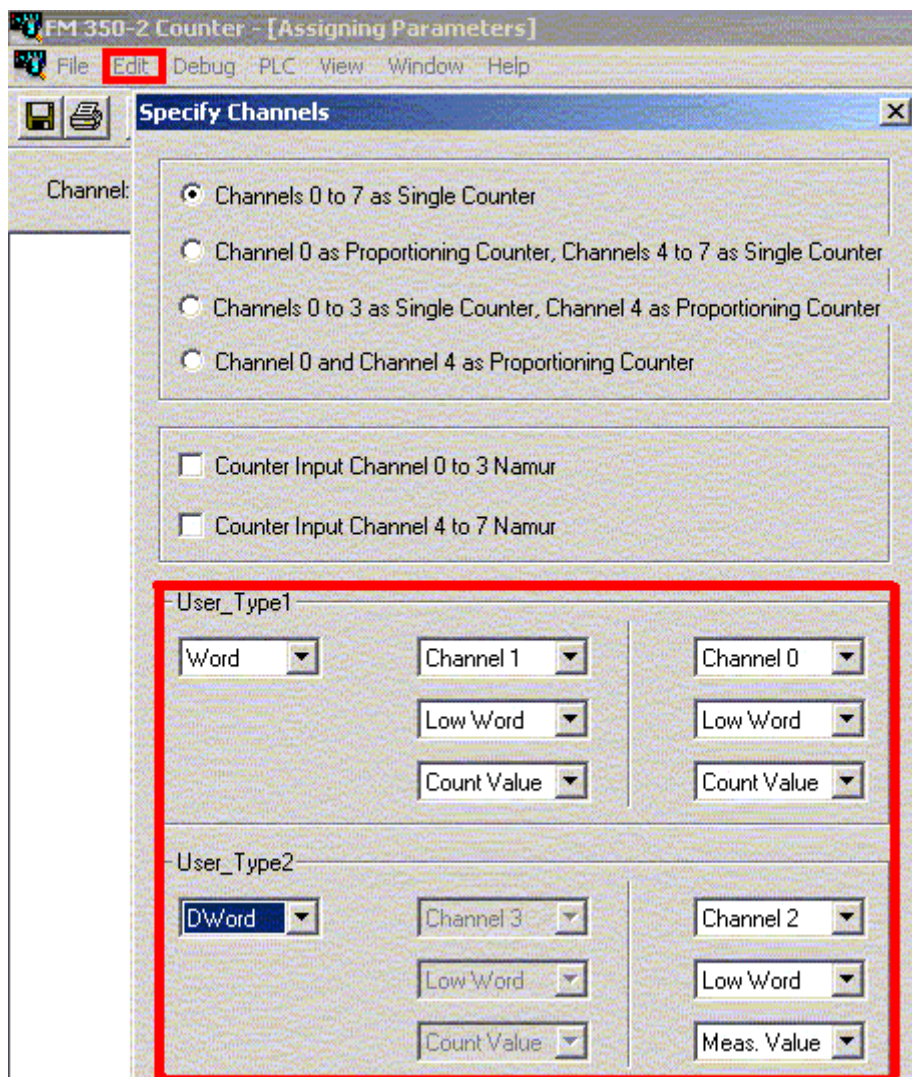 FM 350-2 Counter - [Assigning Parameters]
File Edit Debug PLC View Window Help
Specify Channels
Channel:
Channels 0 to 7 as Single Counter
Channel 0 as Proportioning Counter, Channels 4 to 7 as Single Counter
Channels 0 to 3 as Single Counter, Channel 4 as Proportioning Counter
Channel 0 and Channel 4 as Proportioning Counter
Counter Input Channel 0 to 3 Namur
Counter Input Channel 4 to 7 Namur
User_Type1
Word Channel 1 Channel 0
Low Word Low Word
Count Value Count Value
User_Type2
DWord Channel 3 Channel 2
Low Word Low Word
Count Value Meas. Value